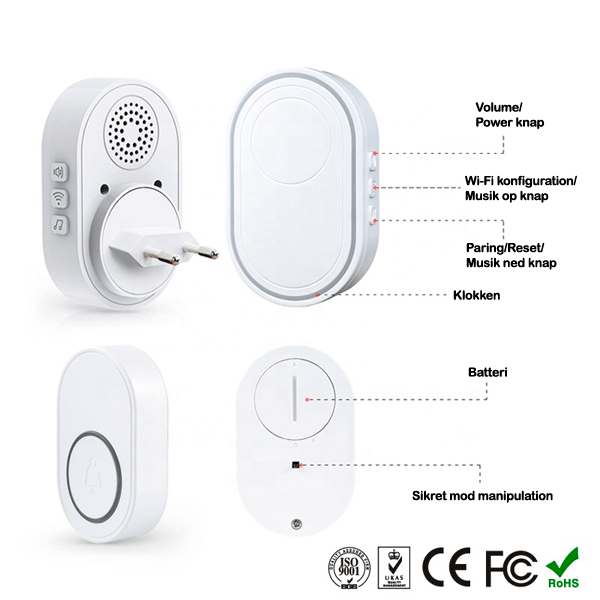 Volume/
Power knap
Wi-Fi konfiguration/
Musik op knap
Paring/Reset/
Musik ned knap
Klokken
Batteri
Sikret mod manipulation
ISO
9001
UKAS
CE FC RoHS